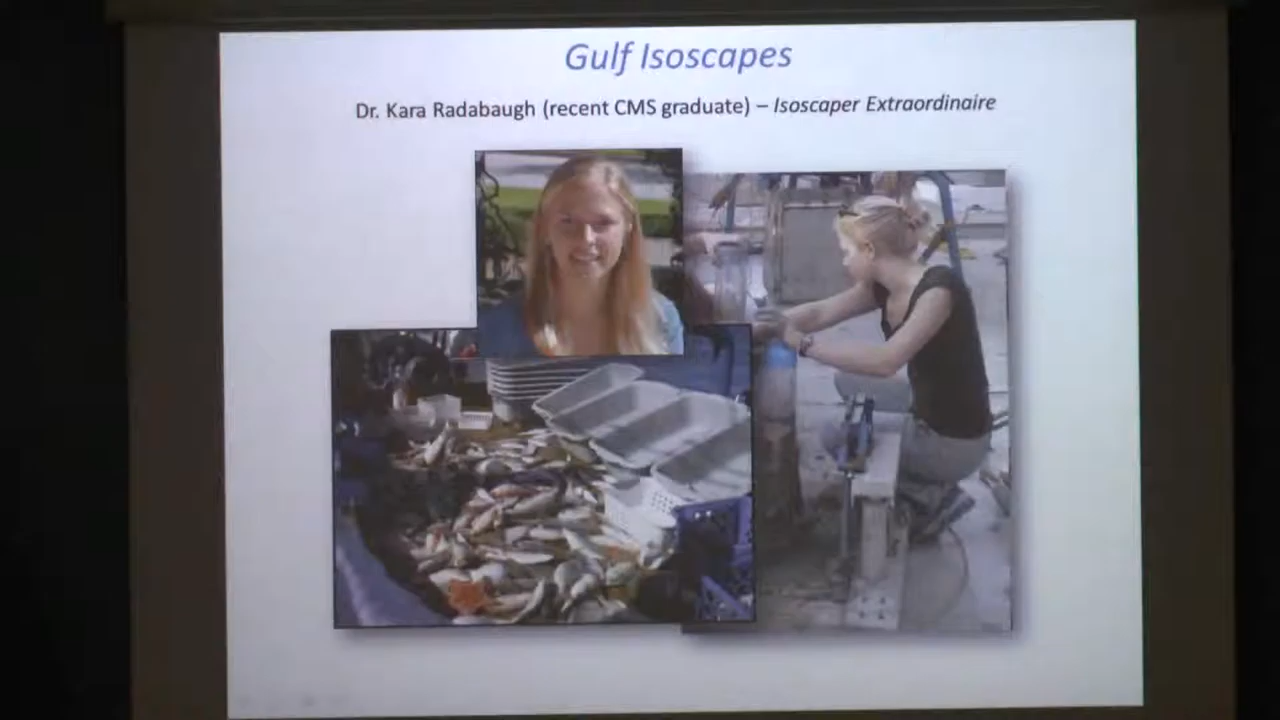 Gulf Isoscapes
Dr. Kara Radabaugh (recent CMS graduate) – Isoscaper Extraordinaire